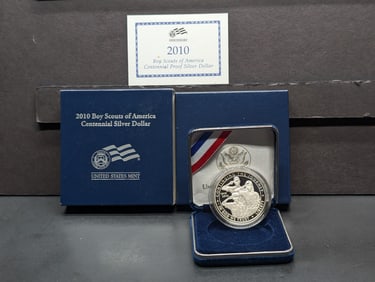 2010
Boy Scouts of America
Centennial Proof Silver Dollar
2010 Boy Scouts of America
Centennial Silver Dollar
UNITED STATES MINT